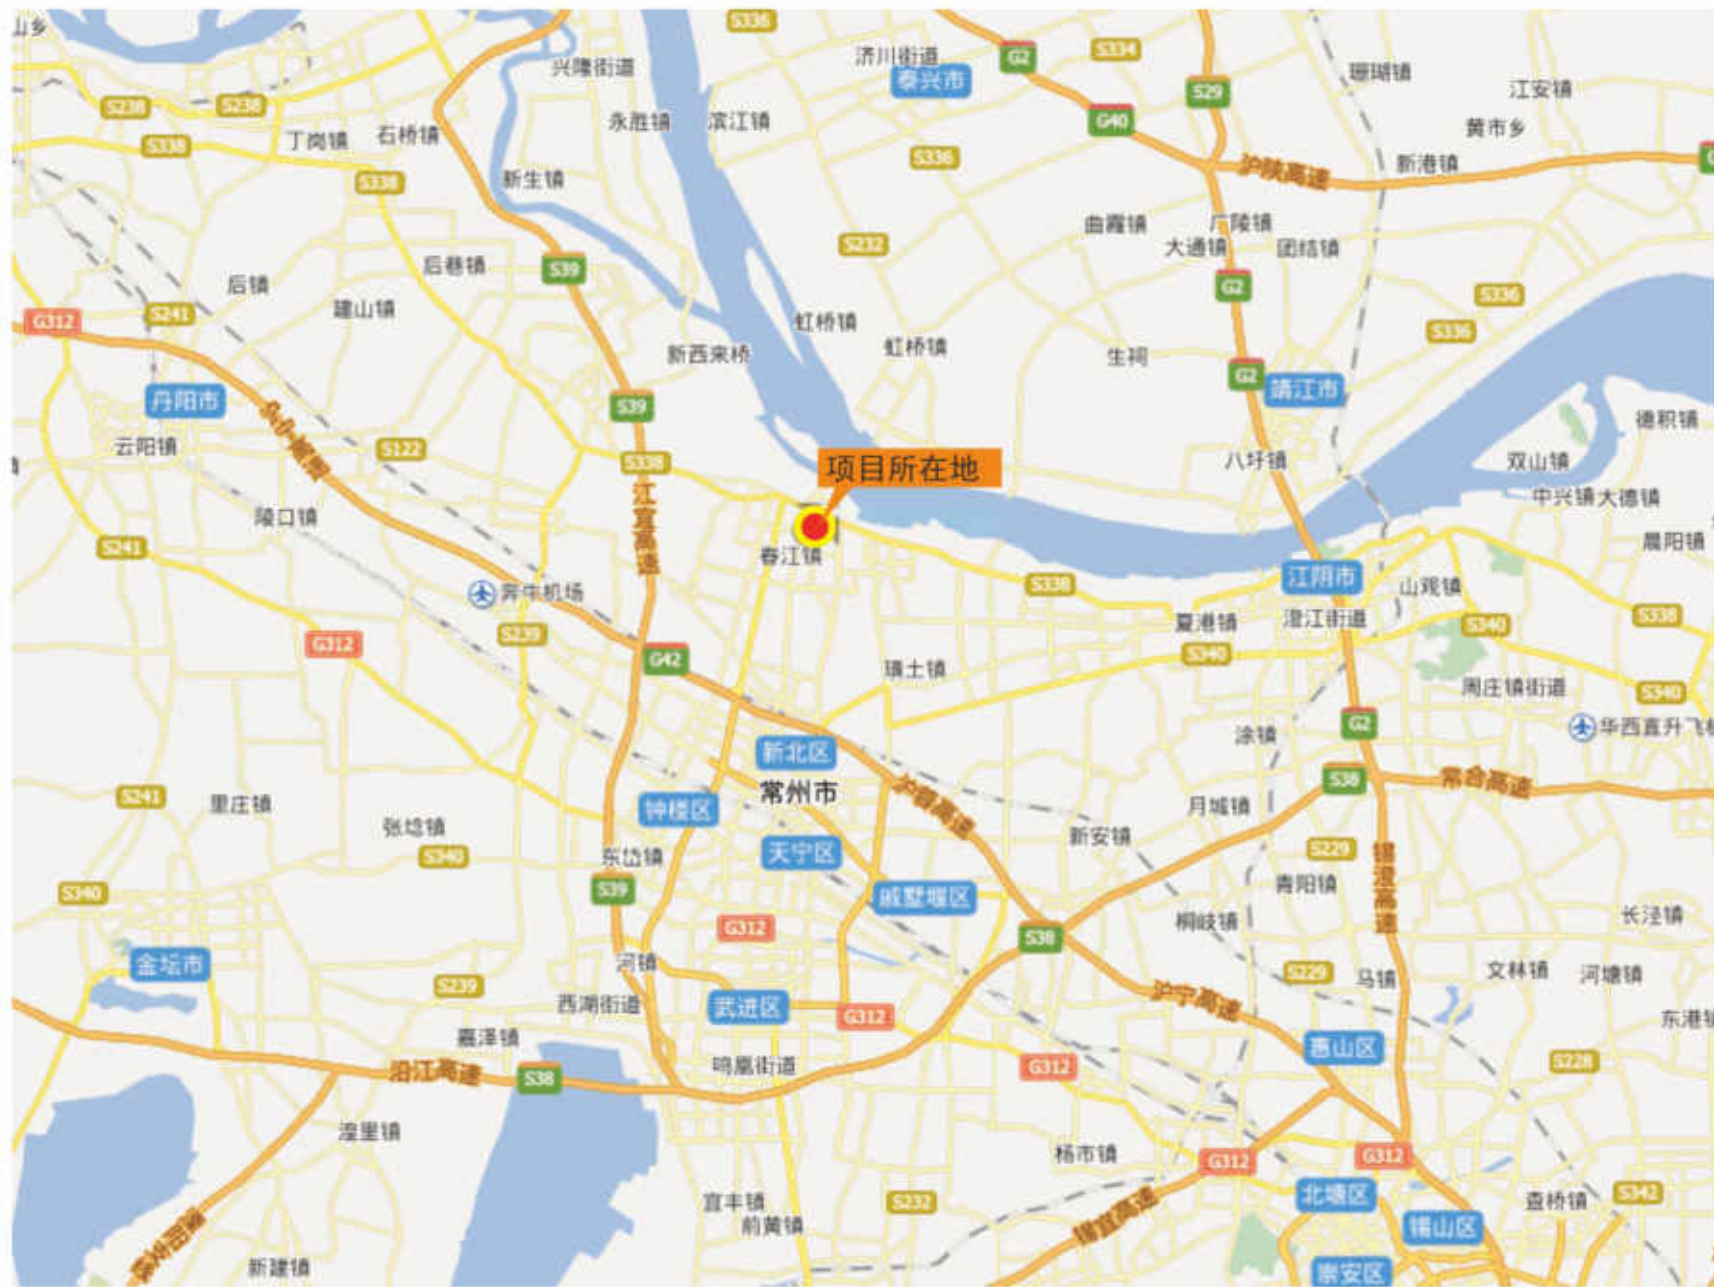 山乡
S336
济川街道
G2
S334
兴隆街道
泰兴市
珊瑚镇
S29
江安镇
S238
S238
永胜镇
滨江镇
G40
黄市乡
丁岗镇
石桥镇
S338
S336
沪陕高速
新港镇
S338
新生镇
曲霞镇
广陵镇
S232
大通镇
团结镇
后巷镇
S39
后镇
G2
S336
建山镇
S241
G312
虹桥镇
S336
新西来桥
虹桥镇
生祠
G2
靖江市
丹阳市
S39
德积镇
云阳镇
S122
S338
项目所在地
八圩镇
双山镇
中兴镇
大德镇
江宜高速
陵口镇
S241
春江镇
晨阳镇
奔牛机场
S338
江阴市
山观镇
S239
夏港镇
澄江街道
S340
S338
G312
G42
S340
璜土镇
周庄镇街道
S340
G2
华西直升飞机
涂镇
新北区
常州市
S38
常合高速
S241
里庄镇
钟楼区
沪蓉高速
月城镇
张埝镇
新安镇
S340
东岱镇
天宁区
S229
锡澄高速
S340
S39
戚墅堰区
青阳镇
G312
桐岐镇
长泾镇
S38
金坛市
河镇
S229
马镇
文林镇
河塘镇
S239
西湖街道
武进区
G312
沪宁高速
东港镇
嘉泽镇
惠山区
沿江高速
S38
鸣凰街道
G312
S228
湟里镇
杨市镇
G312
G312
宜丰镇
S232
北塘区
查桥镇
S342
前黄镇
锡宜高速
锡山区
新建镇
崇安区